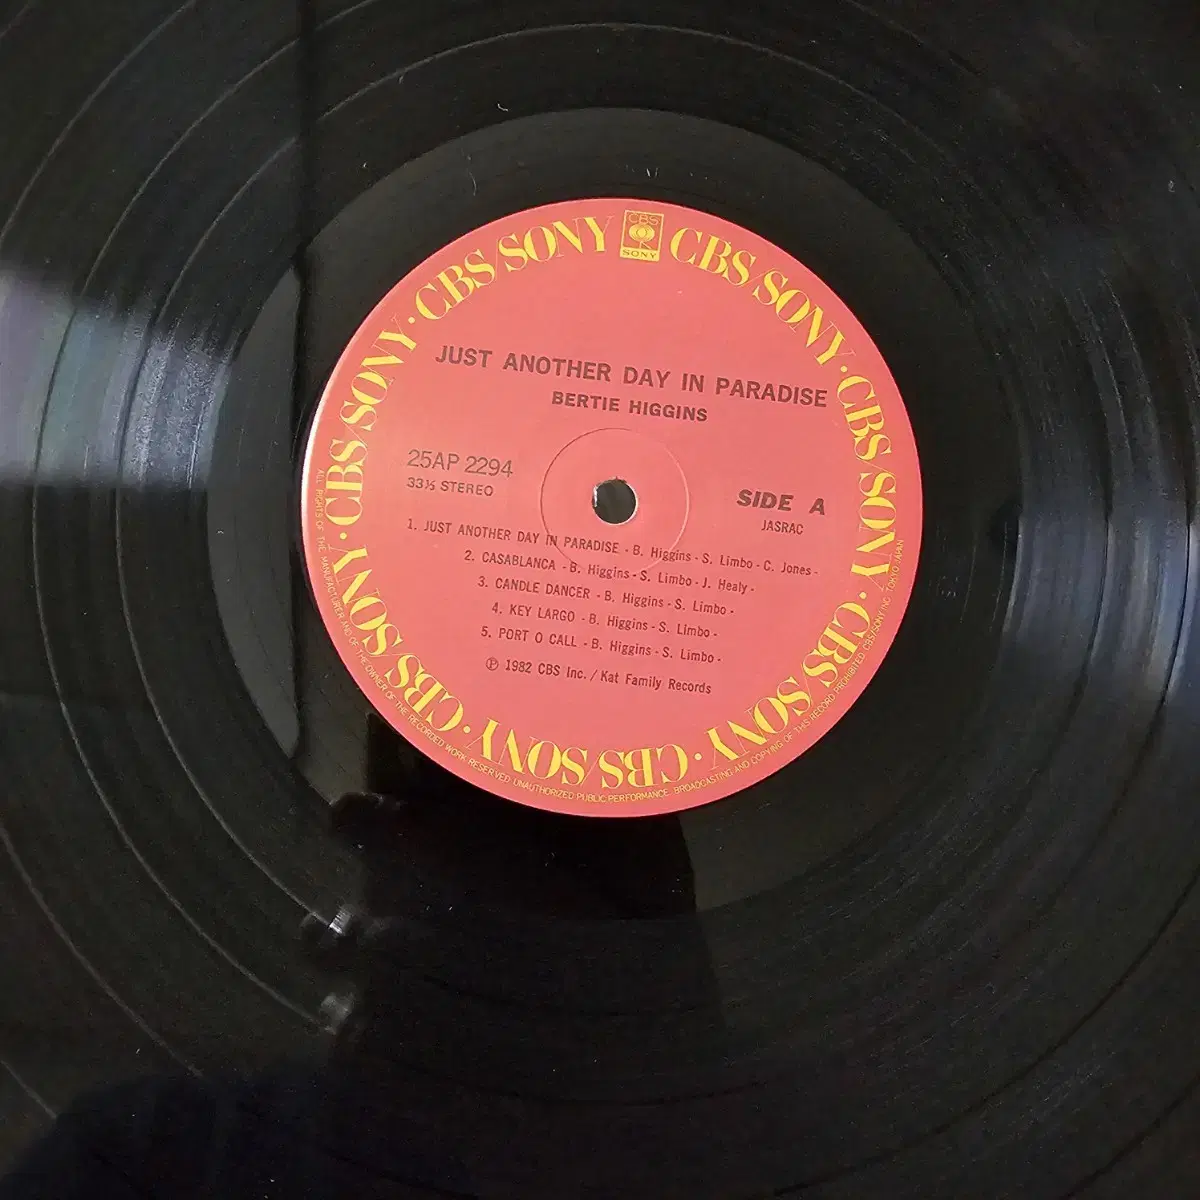 CBS
SONY
CBS/SONY · CBS/SONY · CBS/SONY · CBS/SONY · CBS/SONY · CBS/SONY · CBS/SONY · CBS/SONY
JUST ANOTHER DAY IN PARADISE
BERTIE HIGGINS
25AP 2294
33⅓ STEREO
SIDE A
JASRAC
1. JUST ANOTHER DAY IN PARADISE - B. Higgins - S. Limbo - C. Jones -
2. CASABLANCA - B. Higgins - S. Limbo - J. Healy -
3. CANDLE DANCER - B. Higgins - S. Limbo -
4. KEY LARGO - B. Higgins - S. Limbo -
5. PORT O CALL - B. Higgins - S. Limbo -
Ⓟ 1982 CBS Inc. / Kat Family Records
ALL RIGHTS OF THE MANUFACTURER AND OF THE OWNER OF THE RECORDED WORK RESERVED UNAUTHORIZED PUBLIC PERFORMANCE BROADCASTING AND COPYING OF THIS RECORD PROHIBITED CBS/SONY INC. TOKYO JAPAN